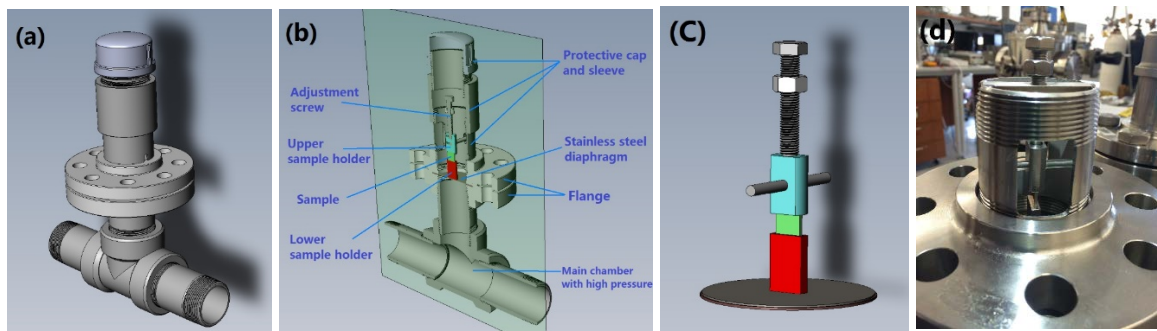 (a)
(b)
Protective cap
and sleeve
Adjustment
screw
Upper
sample holder
Stainless steel
diaphragm
Sample
Flange
Lower
sample holder
Main chamber
with high pressure
(C)
(d)